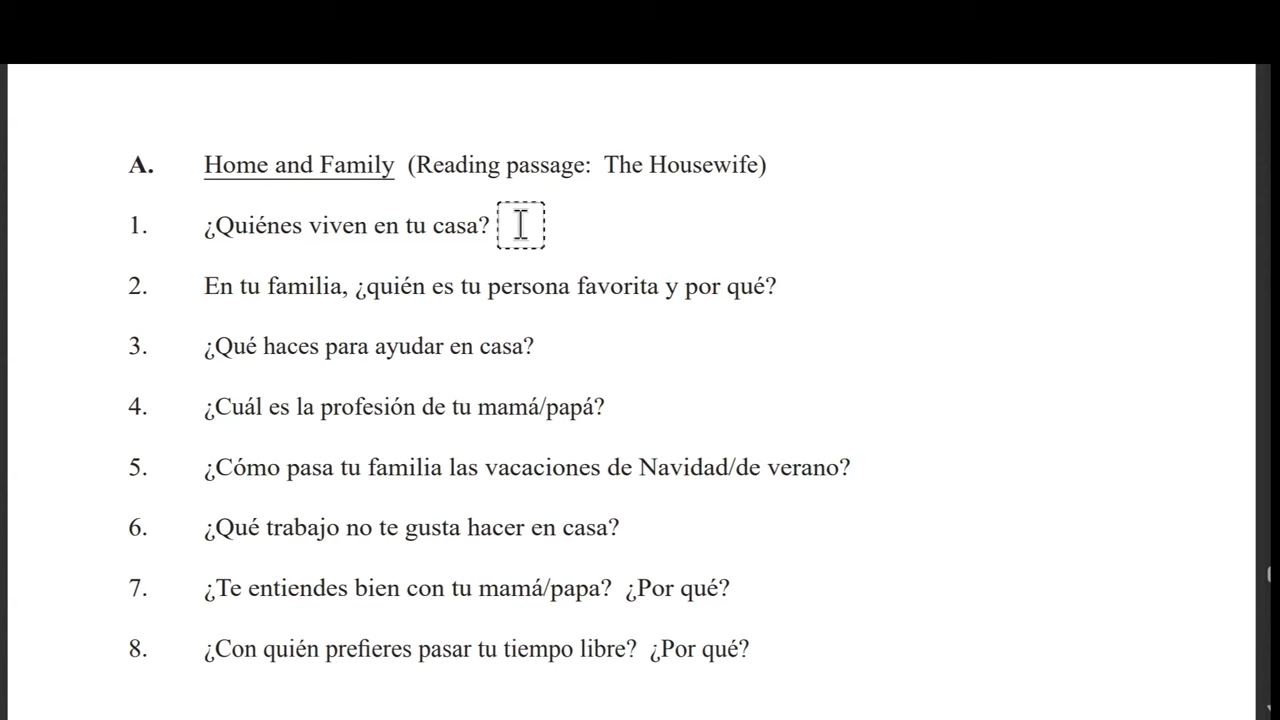 A. Home and Family (Reading passage: The Housewife)
1. ¿Quiénes viven en tu casa?
2. En tu familia, ¿quién es tu persona favorita y por qué?
3. ¿Qué haces para ayudar en casa?
4. ¿Cuál es la profesión de tu mamá/papá?
5. ¿Cómo pasa tu familia las vacaciones de Navidad/de verano?
6. ¿Qué trabajo no te gusta hacer en casa?
7. ¿Te entiendes bien con tu mamá/papa? ¿Por qué?
8. ¿Con quién prefieres pasar tu tiempo libre? ¿Por qué?